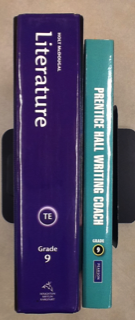 HOLT McDOUGAL
Literature
TE
Grade
9
PRENTICE HALL WRITING COACH
GRADE
9
PEARSON